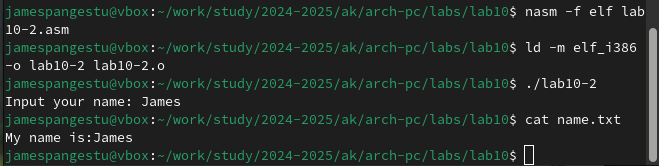 jamespangestu@vbox:~/work/study/2024-2025/ak/arch-pc/labs/lab10$ nasm -f elf lab
10-2.asm
jamespangestu@vbox:~/work/study/2024-2025/ak/arch-pc/labs/lab10$ ld -m elf_i386
-o lab10-2 lab10-2.o
jamespangestu@vbox:~/work/study/2024-2025/ak/arch-pc/labs/lab10$ ./lab10-2
Input your name: James
jamespangestu@vbox:~/work/study/2024-2025/ak/arch-pc/labs/lab10$ cat name.txt
My name is:James
jamespangestu@vbox:~/work/study/2024-2025/ak/arch-pc/labs/lab10$